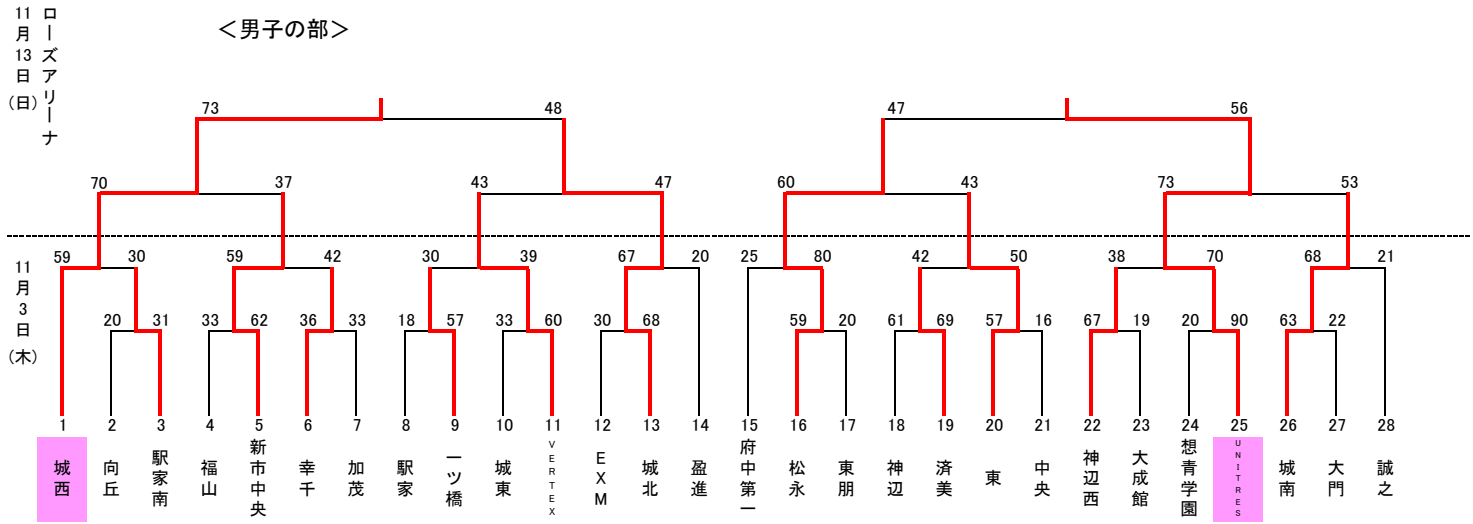 11月13日(日)
ローズアリーナ
＜男子の部＞
73 48 47 56
70 37 43 47 60 43 73 53
59 30 59 42 30 39 67 20 25 80 42 50 38 70 68 21
11月3日(木)
20 31 33 62 36 33 18 57 33 60 30 68 59 20 61 69 57 16 67 19 20 90 63 22
1 2 3 4 5 6 7 8 9 10 11 12 13 14 15 16 17 18 19 20 21 22 23 24 25 26 27 28
城西
向丘
駅家南
福山
新市中央
幸千
加茂
駅家
一ツ橋
城東
VERTEX
EXM
城北
盈進
府中第一
松永
東朋
神辺
済美
東
中央
神辺西
大成館
想青学園
UNITRES
城南
大門
誠之